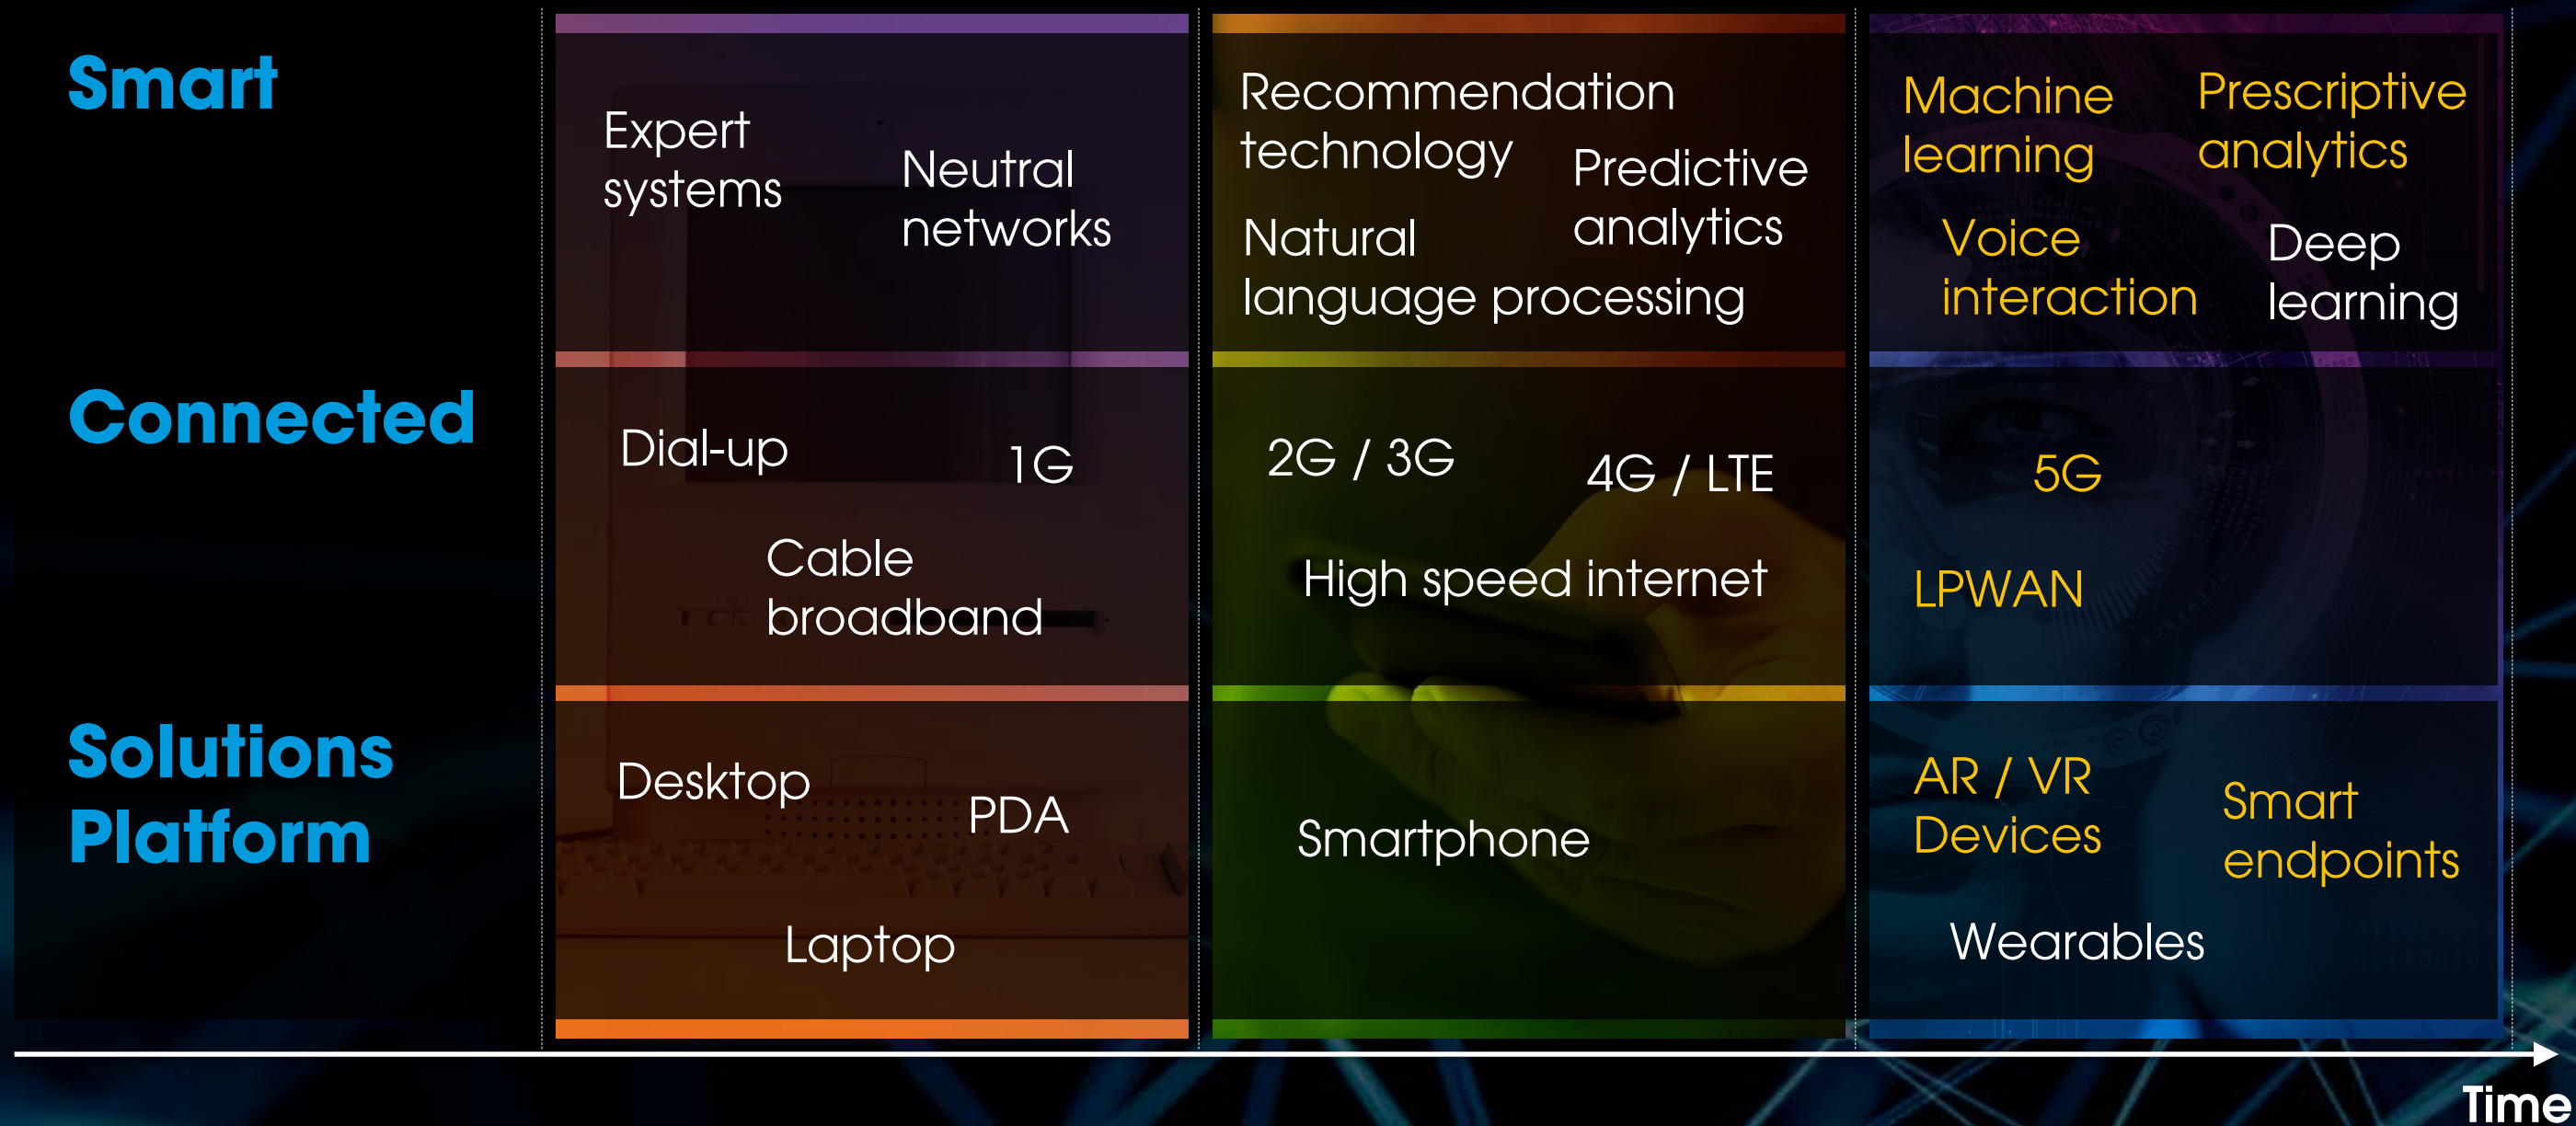 Smart
Expert
systems
Neutral
networks
Recommendation
technology
Predictive
analytics
Natural
language processing
Machine
learning
Prescriptive
analytics
Voice
interaction
Deep
learning
Connected
Dial-up
1G
Cable
broadband
2G / 3G
4G / LTE
High speed internet
5G
LPWAN
Solutions
Platform
Desktop
PDA
Laptop
Smartphone
AR / VR
Devices
Smart
endpoints
Wearables
Time